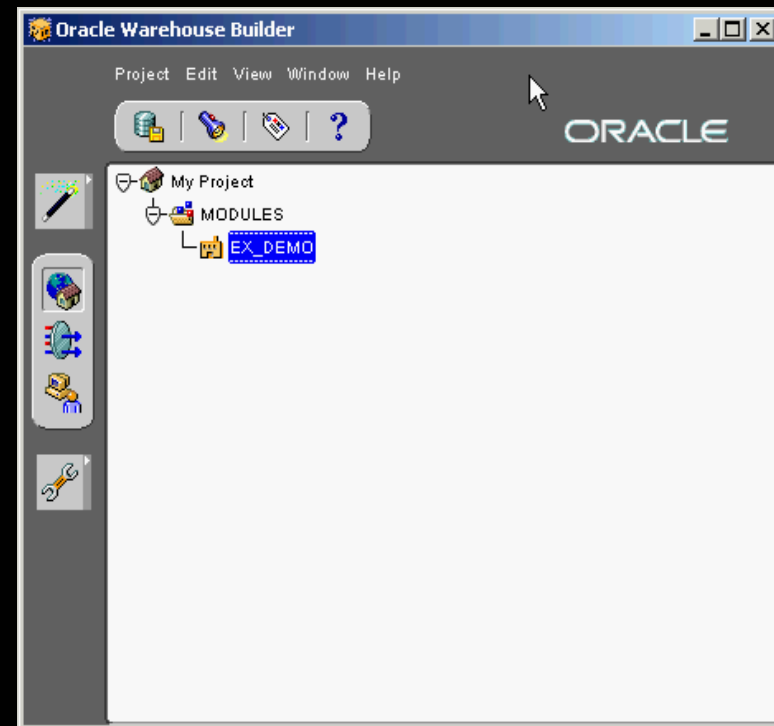 Oracle Warehouse Builder
Project Edit View Window Help
ORACLE
My Project
MODULES
EX_DEMO